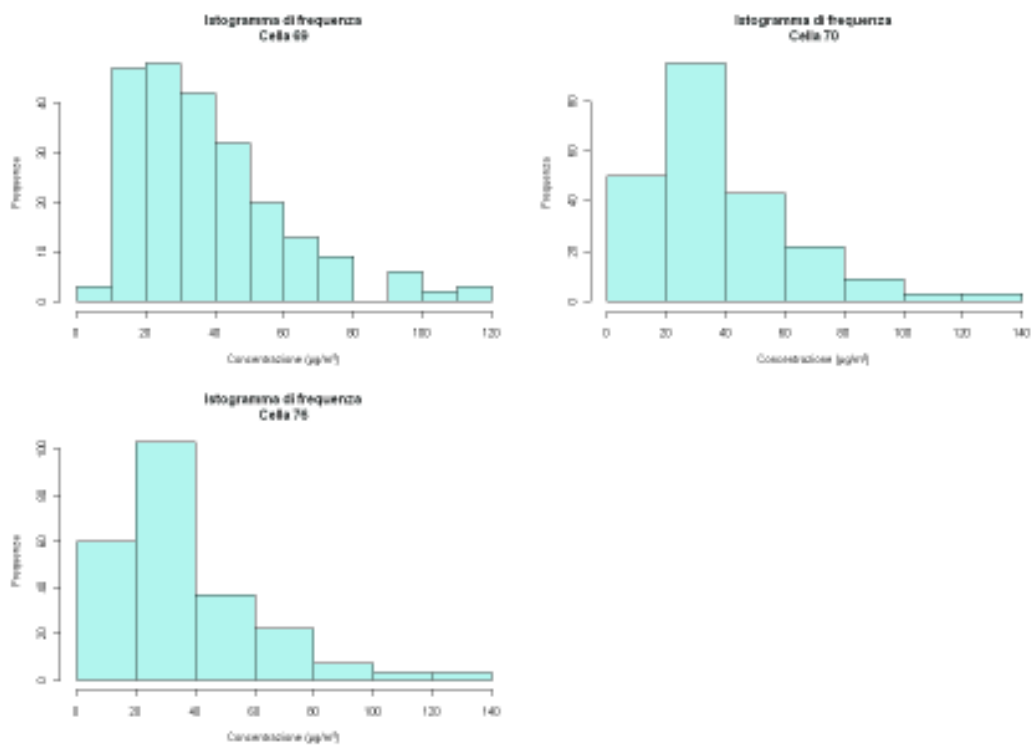 Istogramma di frequenza
Cella 69
Frequenza
0 10 20 30 40
0 20 40 60 80 100 120
Concentrazione (µg/m³)
Istogramma di frequenza
Cella 70
Frequenza
0 20 40 60 80
0 20 40 60 80 100 120 140
Concentrazione (µg/m³)
Istogramma di frequenza
Cella 76
Frequenza
0 20 40 60 80 100
0 20 40 60 80 100 120 140
Concentrazione (µg/m³)